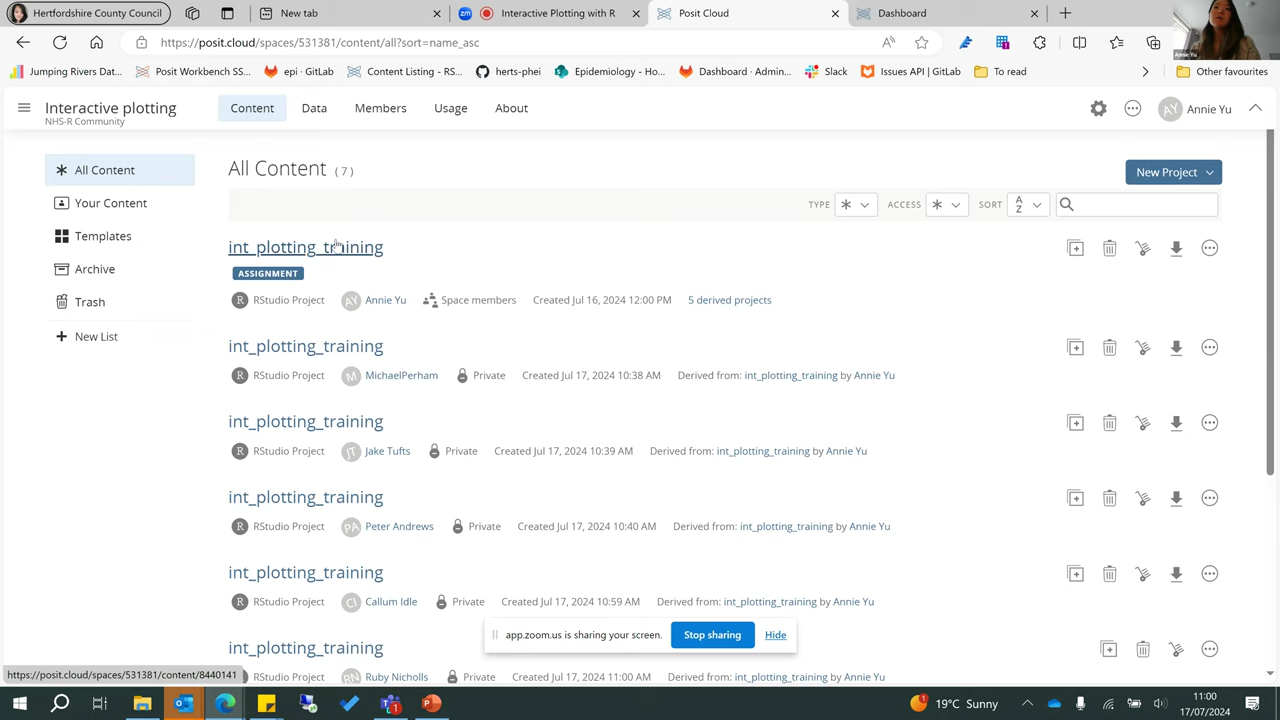 Hertfordshire County Council
New tab
zm
Interactive Plotting with R
Posit Cloud
Dashboard
https://posit.cloud/spaces/531381/content/all?sort=name_asc
Annie Yu
Jumping Rivers Dat...
Posit Workbench SS...
epi · GitLab
Content Listing - RS...
herts-phei
Epidemiology - Ho...
Dashboard · Admin...
Slack
Issues API | GitLab
To read
Other favourites
Interactive plotting
NHS-R Community
Content
Data
Members
Usage
About
AY
Annie Yu
All Content
Your Content
Templates
Archive
Trash
New List
All Content ( 7 )
New Project
TYPE
ACCESS
SORT
A
Z
int_plotting_training
ASSIGNMENT
R RStudio Project AY Annie Yu Space members Created Jul 16, 2024 12:00 PM 5 derived projects
int_plotting_training
R RStudio Project M MichaelPerham Private Created Jul 17, 2024 10:38 AM Derived from: int_plotting_training by Annie Yu
int_plotting_training
R RStudio Project JT Jake Tufts Private Created Jul 17, 2024 10:39 AM Derived from: int_plotting_training by Annie Yu
int_plotting_training
R RStudio Project PA Peter Andrews Private Created Jul 17, 2024 10:40 AM Derived from: int_plotting_training by Annie Yu
int_plotting_training
R RStudio Project CI Callum Idle Private Created Jul 17, 2024 10:59 AM Derived from: int_plotting_training by Annie Yu
app.zoom.us is sharing your screen.
Stop sharing
Hide
int_plotting_training
R RStudio Project RN Ruby Nicholls Private Created Jul 17, 2024 11:00 AM Derived from: int_plotting_training by Annie Yu
https://posit.cloud/spaces/531381/content/8440141
1
19°C Sunny
11:00
17/07/2024